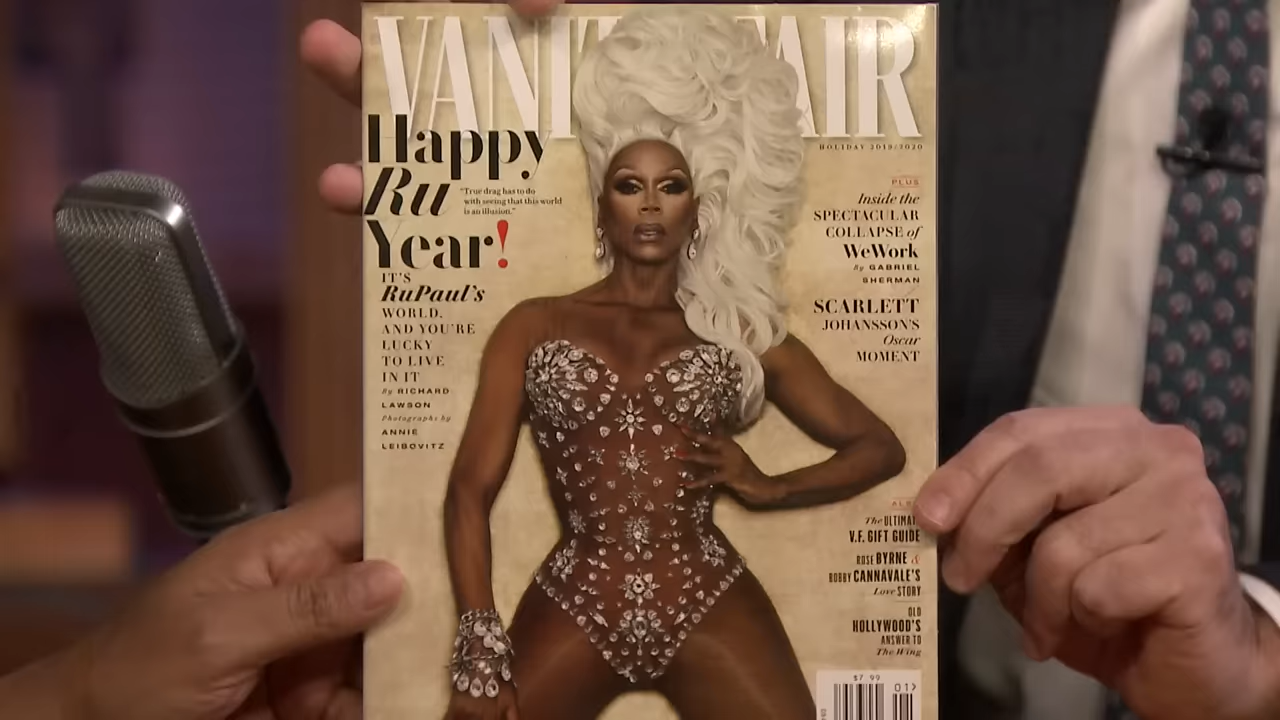 VANIT FAIR
HOLIDAY 2019/2020
Happy
Ru
Year!
"True drag has to do
with seeing that this world
is an illusion."
IT'S
RuPaul's
WORLD,
AND YOU'RE
LUCKY
TO LIVE
IN IT
By RICHARD
LAWSON
Photographs by
ANNIE
LEIBOVITZ
PLUS
Inside the
SPECTACULAR
COLLAPSE of
WeWork
By GABRIEL
SHERMAN
SCARLETT
JOHANSSON'S
Oscar
MOMENT
The ULTIMAT
V.F. GIFT GUIDE
ROSE BYRNE &
BOBBY CANNAVALE'S
Love STORY
OLD
HOLLYWOOD'S
ANSWER TO
The Wing
$7.99
01>